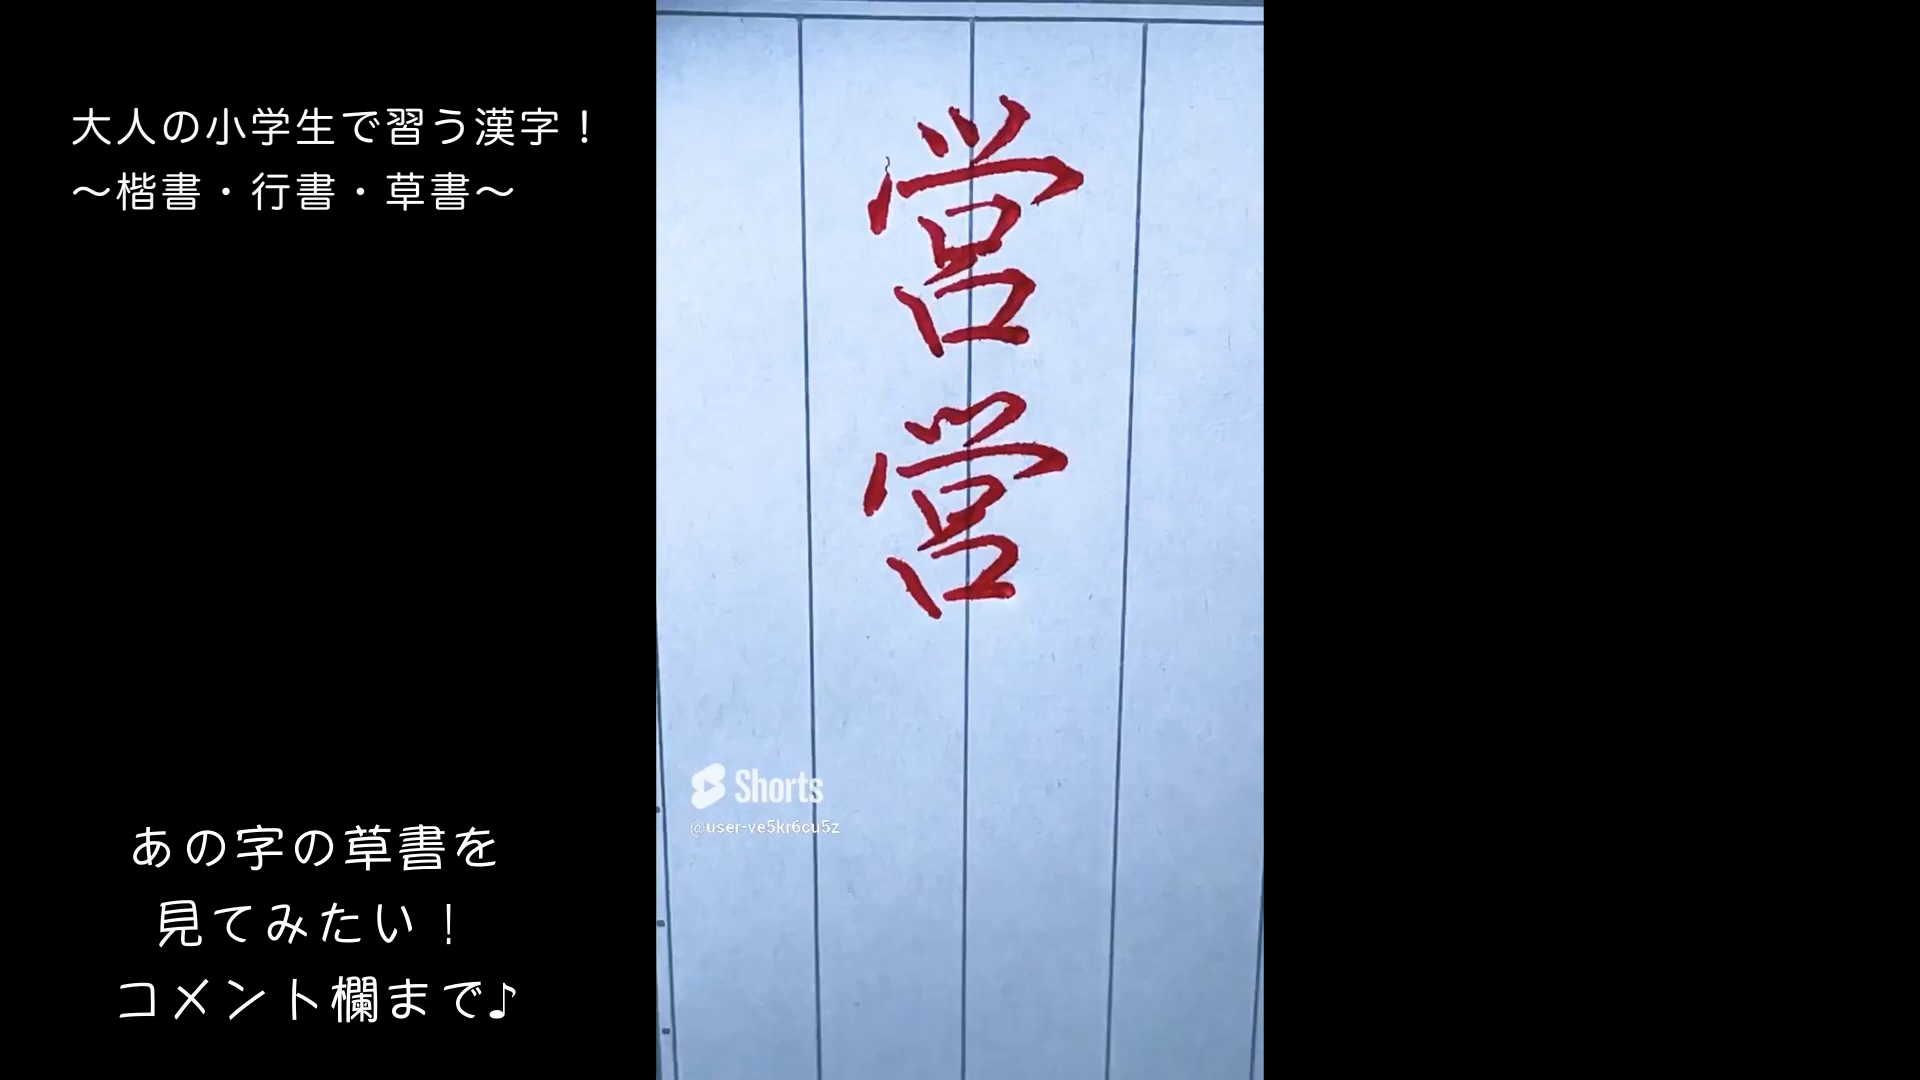 大人の小学生で習う漢字！
〜楷書・行書・草書〜
営
営
Shorts
@user-ve5kr6cu5z
あの字の草書を
見てみたい！
コメント欄まで♪